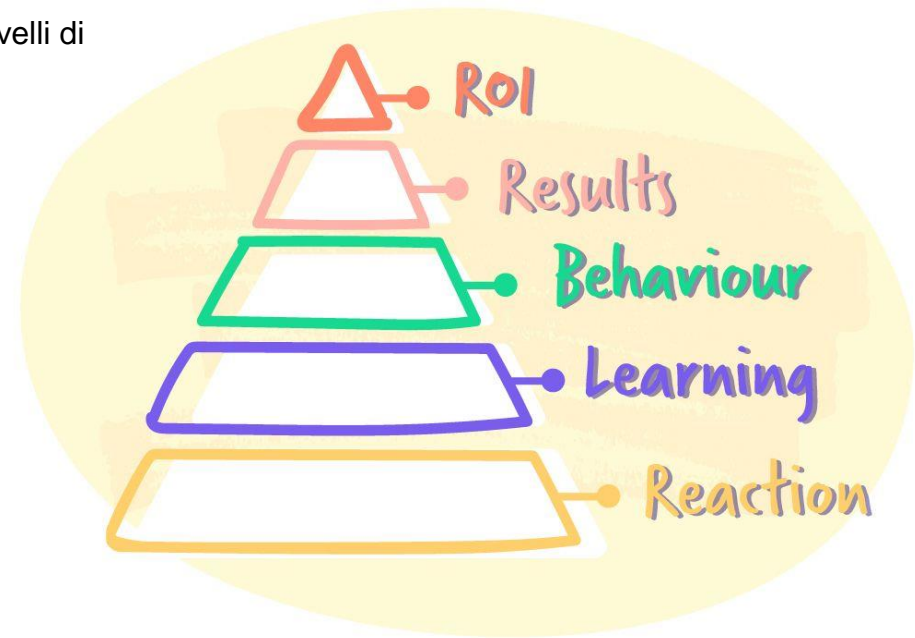 velli di
ROI
Results
Behaviour
Learning
Reaction